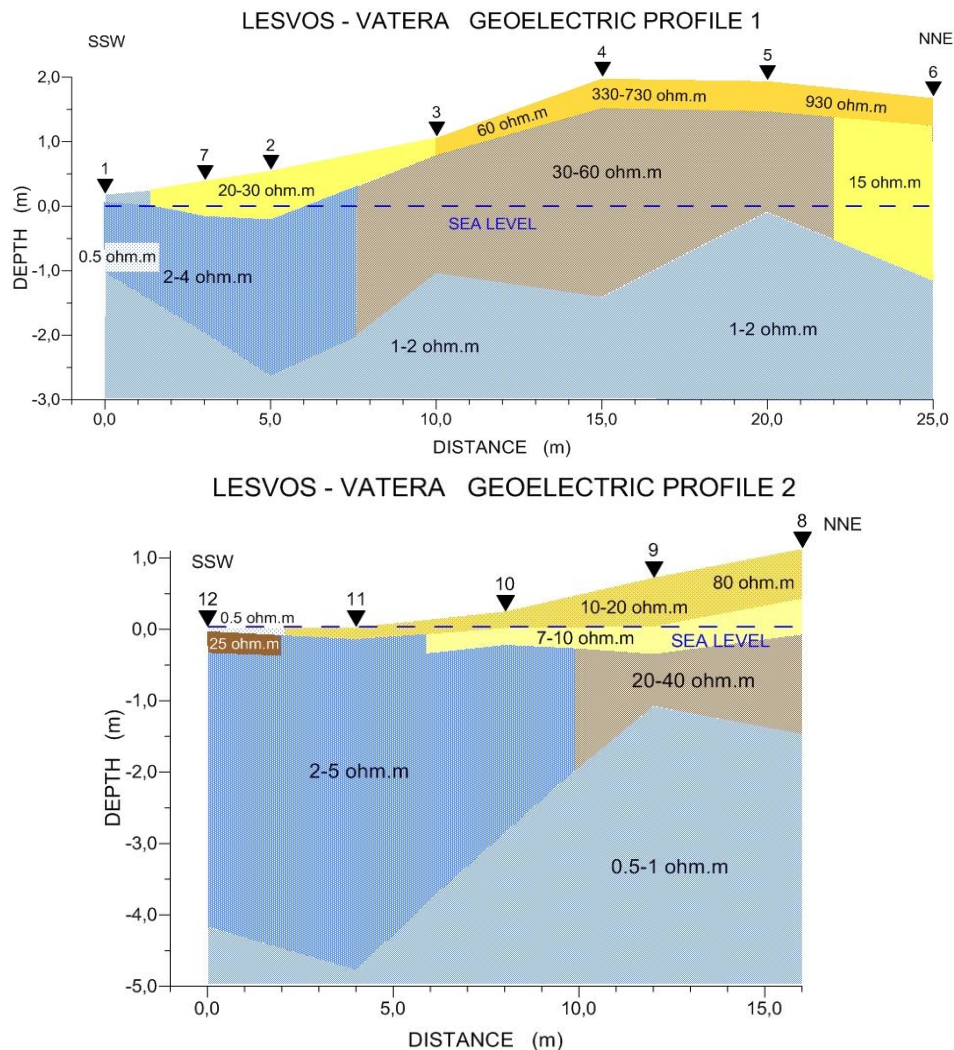 LESVOS - VATERA GEOELECTRIC PROFILE 1
SSW
NNE
4
5
6
2,0
330-730 ohm.m
930 ohm.m
3
60 ohm.m
1,0
7
2
1
30-60 ohm.m
20-30 ohm.m
15 ohm.m
0,0
SEA LEVEL
DEPTH (m)
0.5 ohm.m
2-4 ohm.m
-1,0
-2,0
1-2 ohm.m
1-2 ohm.m
-3,0
0,0 5,0 10,0 15,0 20,0 25,0
DISTANCE (m)
LESVOS - VATERA GEOELECTRIC PROFILE 2
8
NNE
SSW
9
1,0
10
80 ohm.m
12
11
0.5 ohm.m
10-20 ohm.m
0,0
25 ohm.m
7-10 ohm.m
SEA LEVEL
20-40 ohm.m
-1,0
DEPTH (m)
-2,0
2-5 ohm.m
-3,0
0.5-1 ohm.m
-4,0
-5,0
0,0 5,0 10,0 15,0
DISTANCE (m)